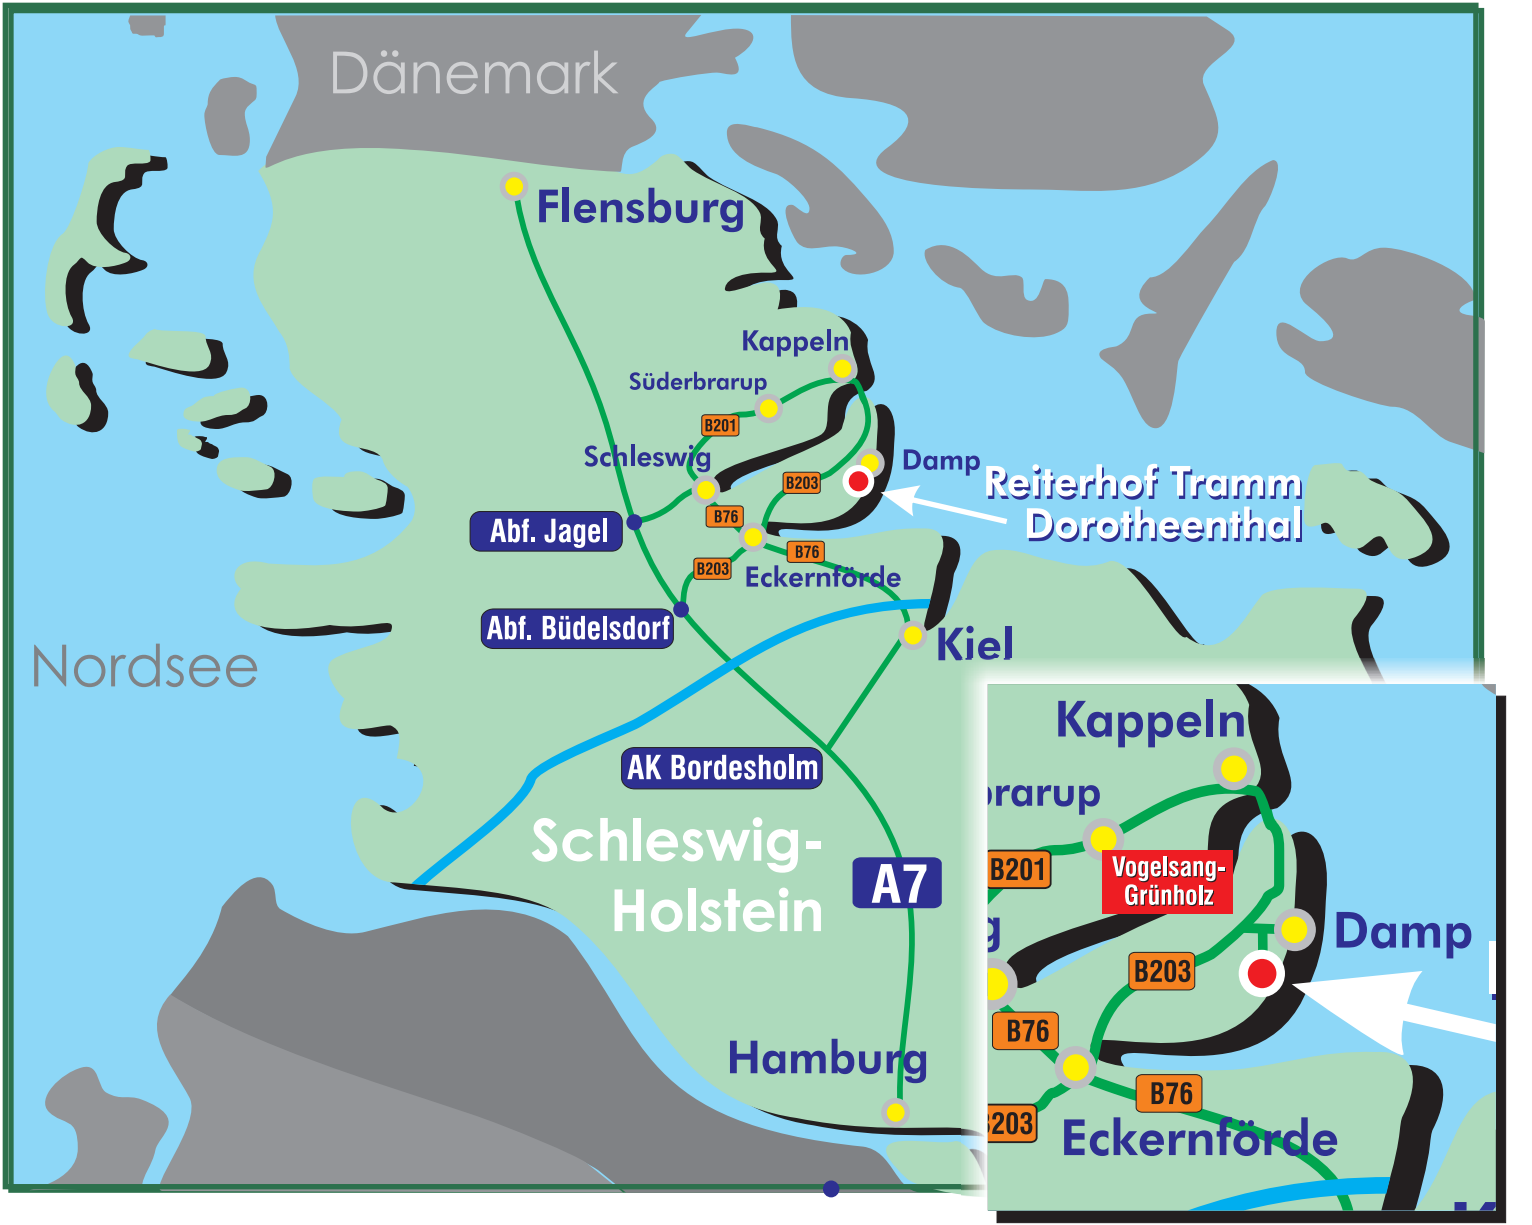 Dänemark
Flensburg
Kappeln
Süderbrarup
B201
Schleswig
Damp
B203
Reiterhof Tramm
Dorotheenthal
B76
Abf. Jagel
B76
B203
Eckernförde
Abf. Büdelsdorf
Kiel
Nordsee
AK Bordesholm
Schleswig-
Holstein
A7
Hamburg
Kappeln
rarup
B201
Vogelsang-
Grünholz
g
Damp
B203
B76
B76
203
Eckernförde